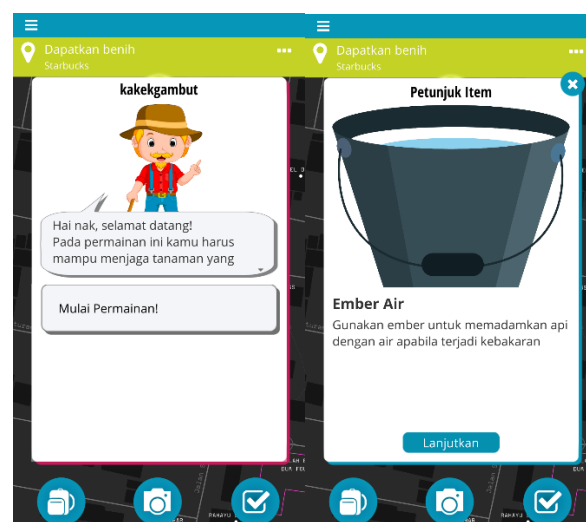 Dapatkan benih
Starbucks
kakekgambut
Hai nak, selamat datang!
Pada permainan ini kamu harus
mampu menjaga tanaman yang
Mulai Permainan!
Dapatkan benih
Starbucks
Petunjuk Item
Ember Air
Gunakan ember untuk memadamkan api
dengan air apabila terjadi kebakaran
Lanjutkan